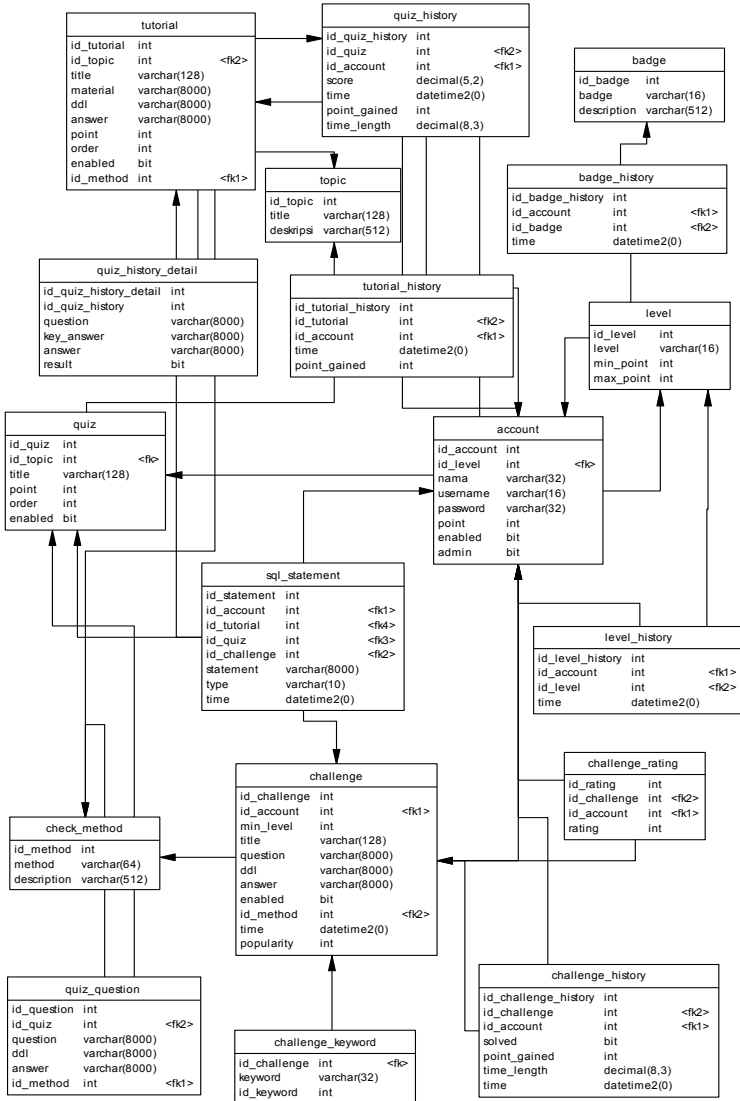 tutorial
id_tutorial int
id_topic int <fk2>
title varchar(128)
material varchar(8000)
ddl varchar(8000)
answer varchar(8000)
point int
order int
enabled bit
id_method int <fk1>
quiz_history
id_quiz_history int
id_quiz int <fk2>
id_account int <fk1>
score decimal(5,2)
time datetime2(0)
point_gained int
time_length decimal(8,3)
badge
id_badge int
badge varchar(16)
description varchar(512)
topic
id_topic int
title varchar(128)
deskripsi varchar(512)
badge_history
id_badge_history int
id_account int <fk1>
id_badge int <fk2>
time datetime2(0)
quiz_history_detail
id_quiz_history_detail int
id_quiz_history int
question varchar(8000)
key_answer varchar(8000)
answer varchar(8000)
result bit
tutorial_history
id_tutorial_history int
id_tutorial int <fk2>
id_account int <fk1>
time datetime2(0)
point_gained int
level
id_level int
level varchar(16)
min_point int
max_point int
quiz
id_quiz int
id_topic int <fk>
title varchar(128)
point int
order int
enabled bit
account
id_account int
id_level int <fk>
nama varchar(32)
username varchar(16)
password varchar(32)
point int
enabled bit
admin bit
sql_statement
id_statement int
id_account int <fk1>
id_tutorial int <fk4>
id_quiz int <fk3>
id_challenge int <fk2>
statement varchar(8000)
type varchar(10)
time datetime2(0)
level_history
id_level_history int
id_account int <fk1>
id_level int <fk2>
time datetime2(0)
challenge_rating
id_rating int
id_challenge int <fk2>
id_account int <fk1>
rating int
challenge
id_challenge int
id_account int <fk1>
min_level int
title varchar(128)
question varchar(8000)
ddl varchar(8000)
answer varchar(8000)
enabled bit
id_method int <fk2>
time datetime2(0)
popularity int
check_method
id_method int
method varchar(64)
description varchar(512)
quiz_question
id_question int
id_quiz int <fk2>
question varchar(8000)
ddl varchar(8000)
answer varchar(8000)
id_method int <fk1>
challenge_history
id_challenge_history int
id_challenge int <fk2>
id_account int <fk1>
solved bit
point_gained int
time_length decimal(8,3)
time datetime2(0)
challenge_keyword
id_challenge int <fk>
keyword varchar(32)
id_keyword int